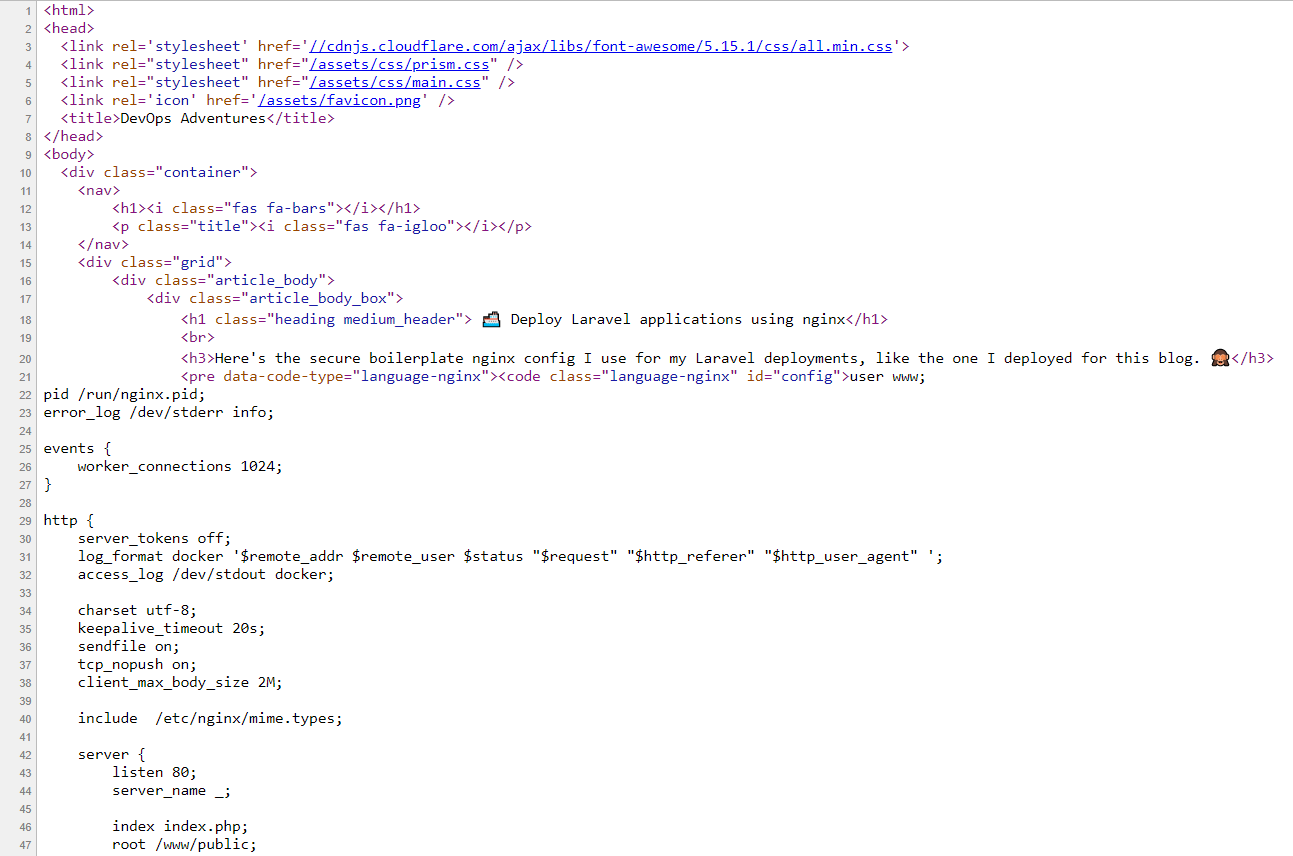 1 <html>
2 <head>
3   <link rel='stylesheet' href='//cdnjs.cloudflare.com/ajax/libs/font-awesome/5.15.1/css/all.min.css'>
4   <link rel="stylesheet" href="/assets/css/prism.css" />
5   <link rel="stylesheet" href="/assets/css/main.css" />
6   <link rel='icon' href='/assets/favicon.png' />
7   <title>DevOps Adventures</title>
8 </head>
9 <body>
10   <div class="container">
11     <nav>
12         <h1><i class="fas fa-bars"></i></h1>
13         <p class="title"><i class="fas fa-igloo"></i></p>
14     </nav>
15     <div class="grid">
16         <div class="article_body">
17             <div class="article_body_box">
18                 <h1 class="heading medium_header"> 🚢 Deploy Laravel applications using nginx</h1>
19                 <br>
20                 <h3>Here's the secure boilerplate nginx config I use for my Laravel deployments, like the one I deployed for this blog. 🙈</h3>
21                 <pre data-code-type="language-nginx"><code class="language-nginx" id="config">user www;
22 pid /run/nginx.pid;
23 error_log /dev/stderr info;
24
25 events {
26     worker_connections 1024;
27 }
28
29 http {
30     server_tokens off;
31     log_format docker '$remote_addr $remote_user $status "$request" "$http_referer" "$http_user_agent" ';
32     access_log /dev/stdout docker;
33
34     charset utf-8;
35     keepalive_timeout 20s;
36     sendfile on;
37     tcp_nopush on;
38     client_max_body_size 2M;
39
40     include  /etc/nginx/mime.types;
41
42     server {
43         listen 80;
44         server_name _;
45
46         index index.php;
47         root /www/public;